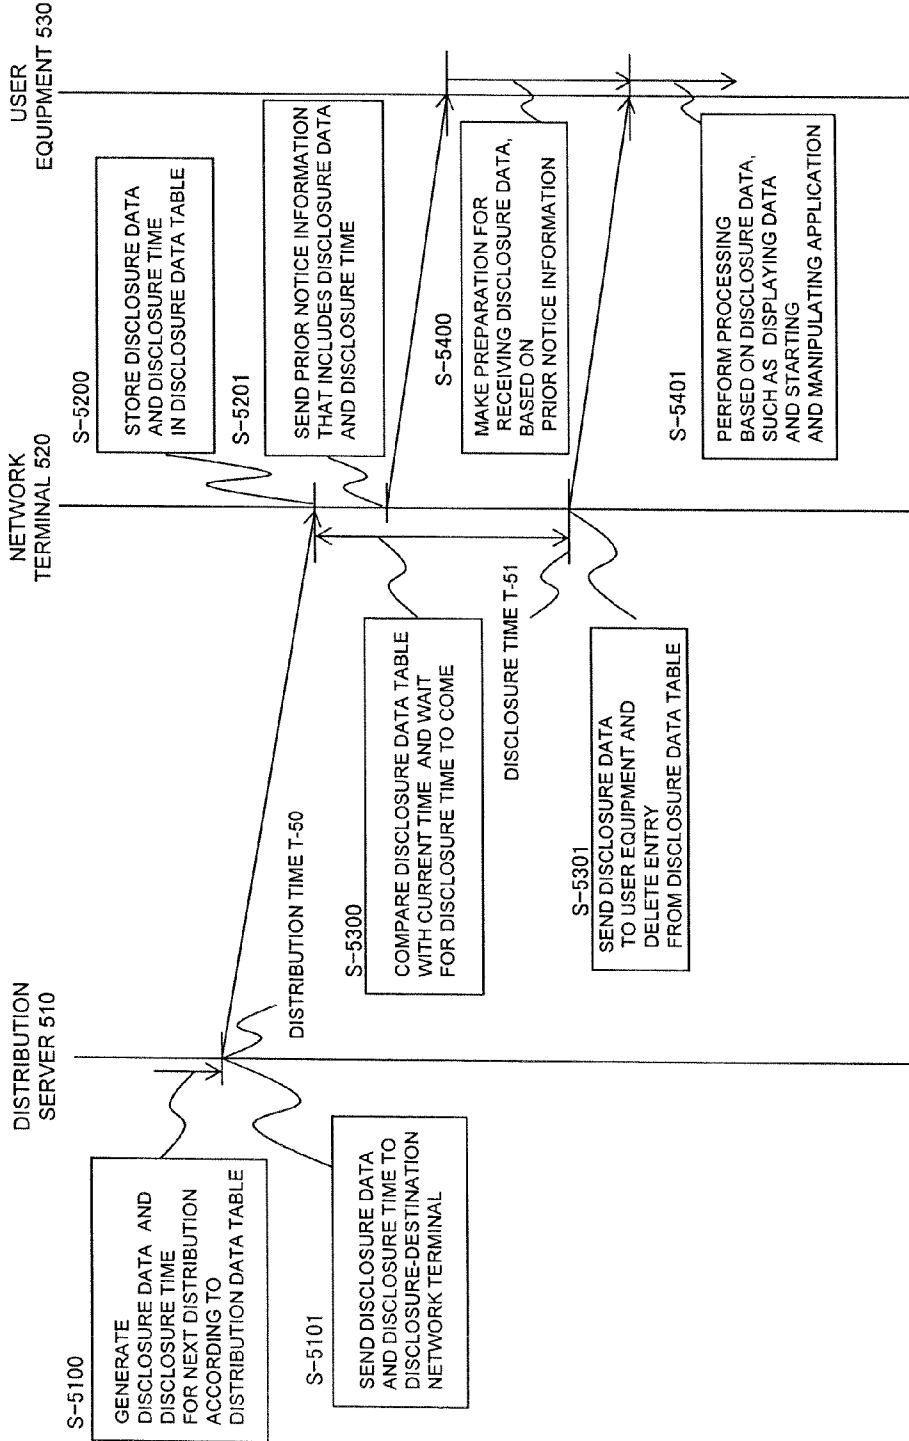 DISTRIBUTION
SERVER 510
NETWORK
TERMINAL 520
USER
EQUIPMENT 530
S-5100
GENERATE
DISCLOSURE DATA AND
DISCLOSURE TIME
FOR NEXT DISTRIBUTION
ACCORDING TO
DISTRIBUTION DATA TABLE
S-5101
SEND DISCLOSURE DATA
AND DISCLOSURE TIME TO
DISCLOSURE-DESTINATION
NETWORK TERMINAL
DISTRIBUTION TIME T-50
S-5200
STORE DISCLOSURE DATA
AND DISCLOSURE TIME
IN DISCLOSURE DATA TABLE
S-5201
SEND PRIOR NOTICE INFORMATION
THAT INCLUDES DISCLOSURE DATA
AND DISCLOSURE TIME
S-5300
COMPARE DISCLOSURE DATA TABLE
WITH CURRENT TIME AND WAIT
FOR DISCLOSURE TIME TO COME
S-5400
MAKE PREPARATION FOR
RECEIVING DISCLOSURE DATA,
BASED ON
PRIOR NOTICE INFORMATION
DISCLOSURE TIME T-51
S-5301
SEND DISCLOSURE DATA
TO USER EQUIPMENT AND
DELETE ENTRY
FROM DISCLOSURE DATA TABLE
S-5401
PERFORM PROCESSING
BASED ON DISCLOSURE DATA,
SUCH AS DISPLAYING DATA
AND STARTING
AND MANIPULATING APPLICATION